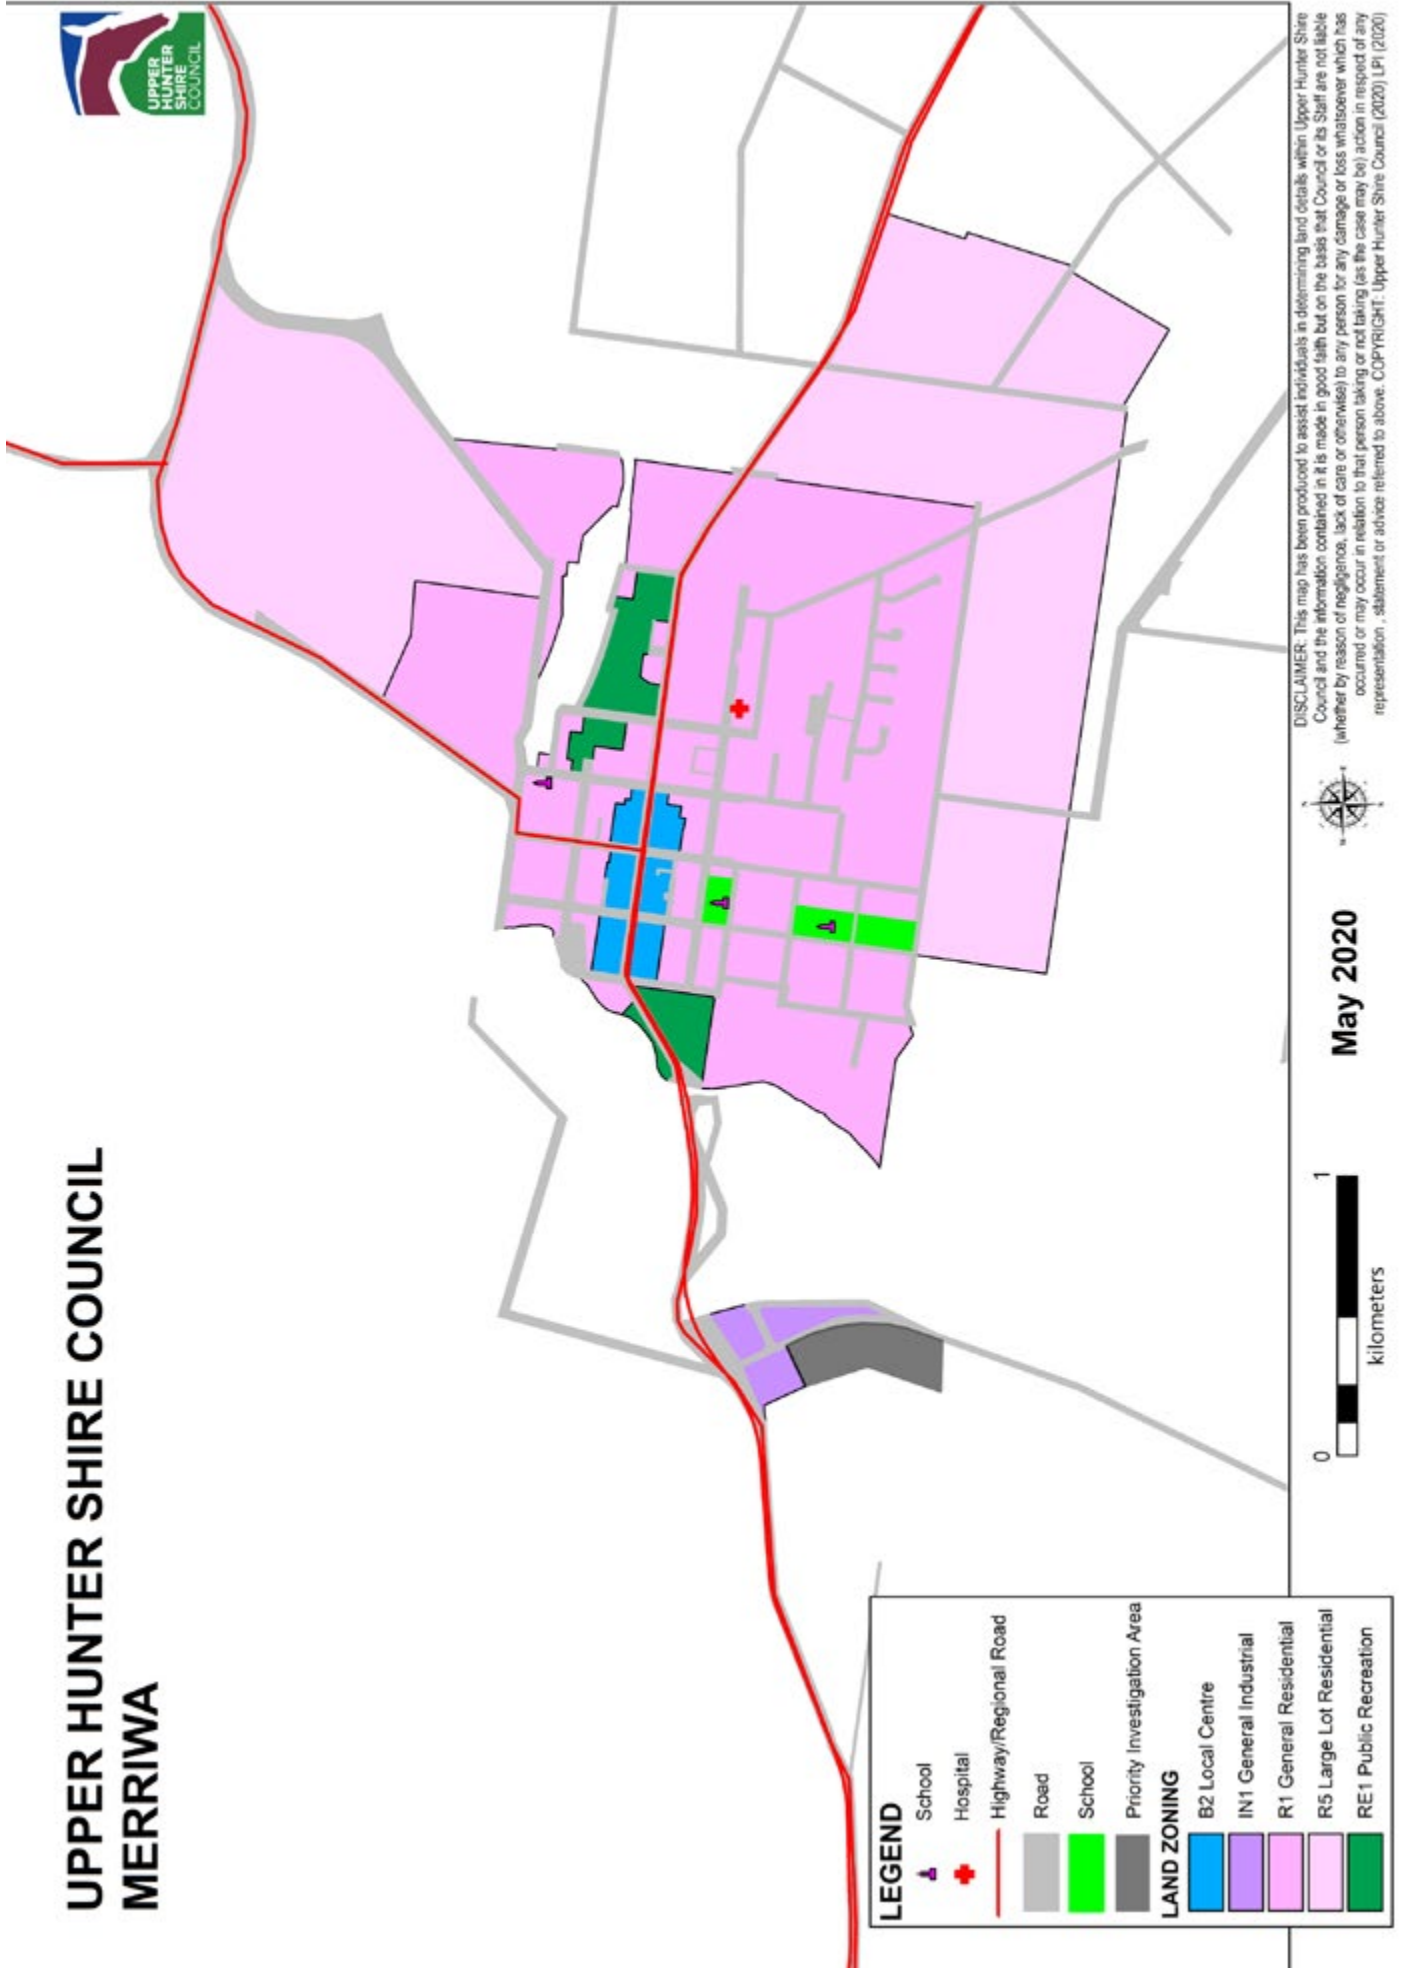 UPPER HUNTER SHIRE COUNCIL
MERRIWA
UPPER
HUNTER
SHIRE
COUNCIL
LEGEND
School
Hospital
Highway/Regional Road
Road
School
Priority Investigation Area
LAND ZONING
B2 Local Centre
IN1 General Industrial
R1 General Residential
R5 Large Lot Residential
RE1 Public Recreation
0 1
kilometers
May 2020
DISCLAIMER: This map has been produced to assist individuals in determining land details within Upper Hunter Shire
Council and the information contained in it is made in good faith but on the basis that Council or its Staff are not liable
(whether by reason of negligence, lack of care or otherwise) to any person for any damage or loss whatsoever which has
occurred or may occur in relation to that person taking or not taking (as the case may be) action in respect of any
representation , statement or advice referred to above. COPYRIGHT: Upper Hunter Shire Council (2020) LPI (2020)